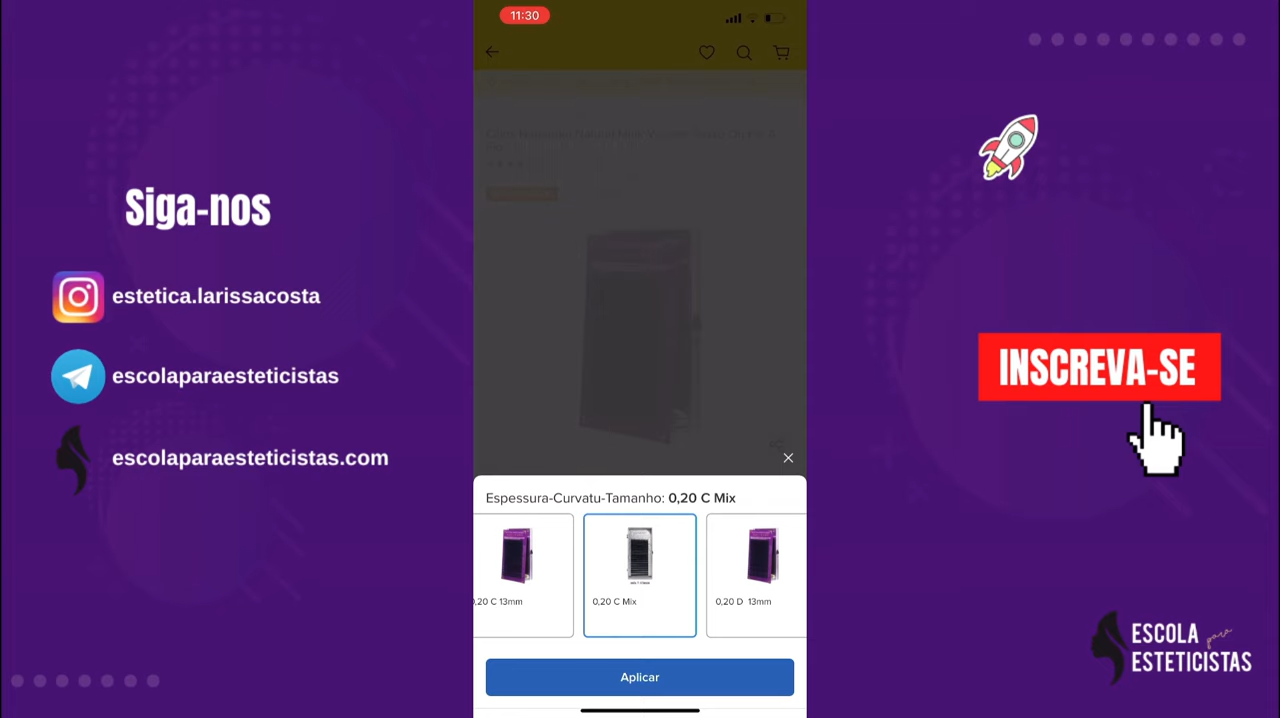 11:30
Siga-nos
estetica.larissacosta
escolaparaesteticistas
escolaparaesteticistas.com
INSCREVA-SE
Espessura-Curvatu-Tamanho: 0,20 C Mix
,20 C 13mm
0,20 C Mix
0,20 D 13mm
Aplicar
ESCOLA para
ESTETICISTAS